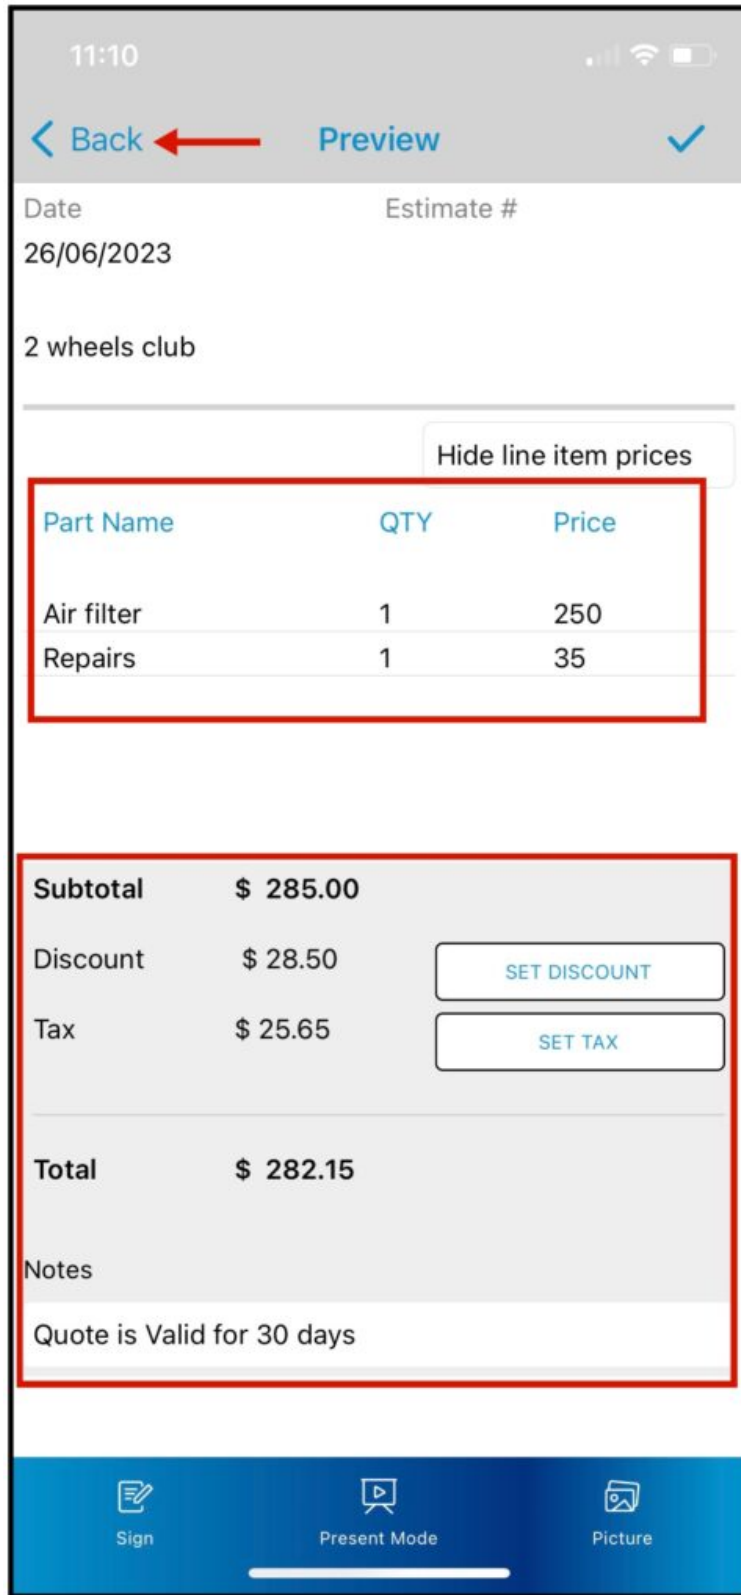 11:10
Back Preview
Date Estimate #
26/06/2023
2 wheels club
Hide line item prices
Part Name QTY Price
Air filter 1 250
Repairs 1 35
Subtotal $ 285.00
Discount $ 28.50 SET DISCOUNT
Tax $ 25.65 SET TAX
Total $ 282.15
Notes
Quote is Valid for 30 days
Sign Present Mode Picture